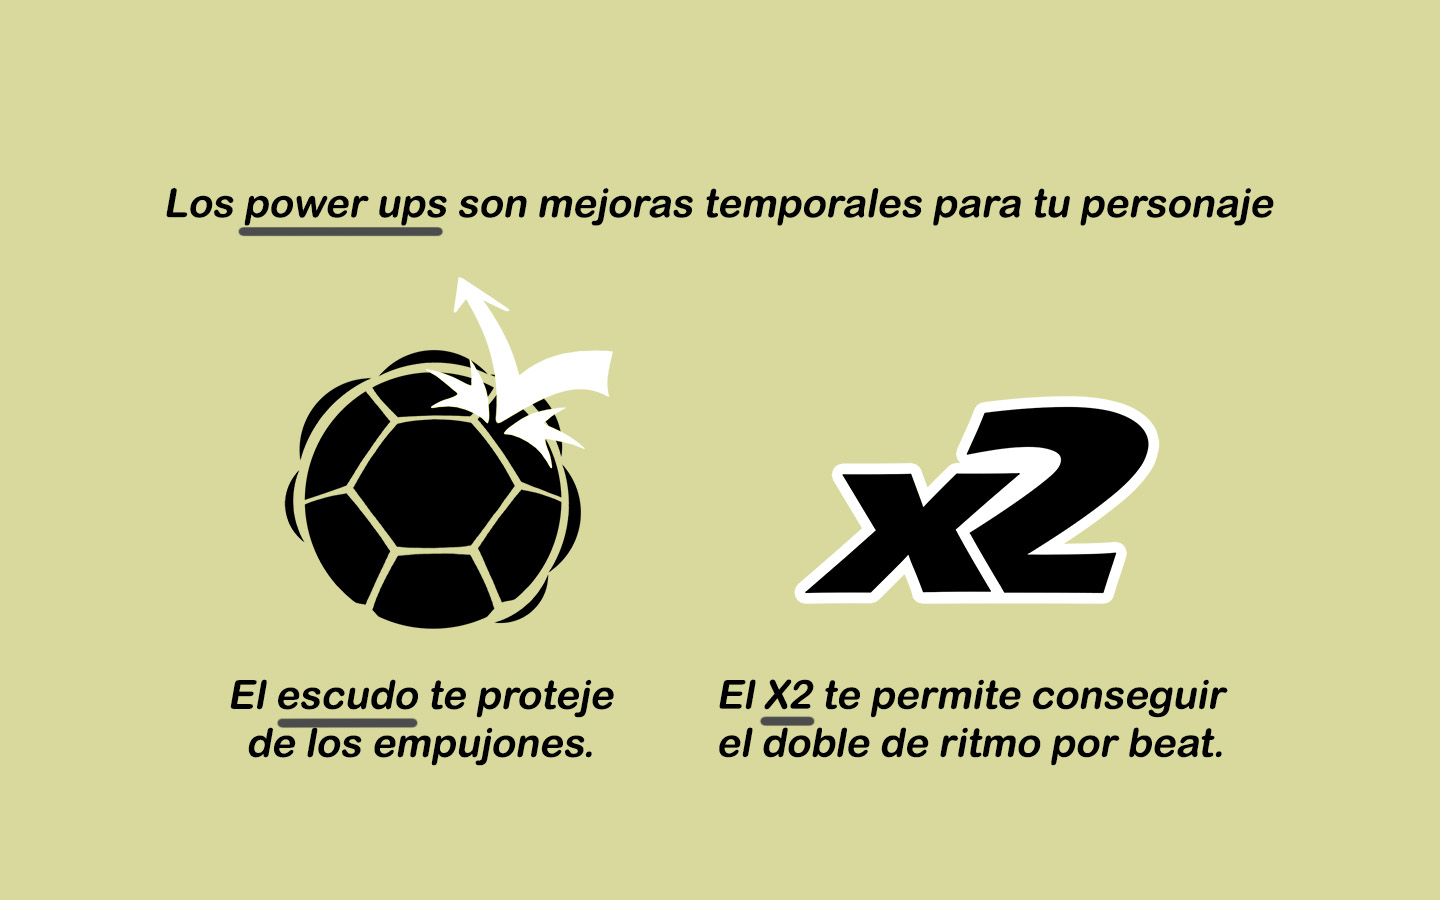 Los power ups son mejoras temporales para tu personaje
x2
El escudo te proteje
de los empujones.
El X2 te permite conseguir
el doble de ritmo por beat.